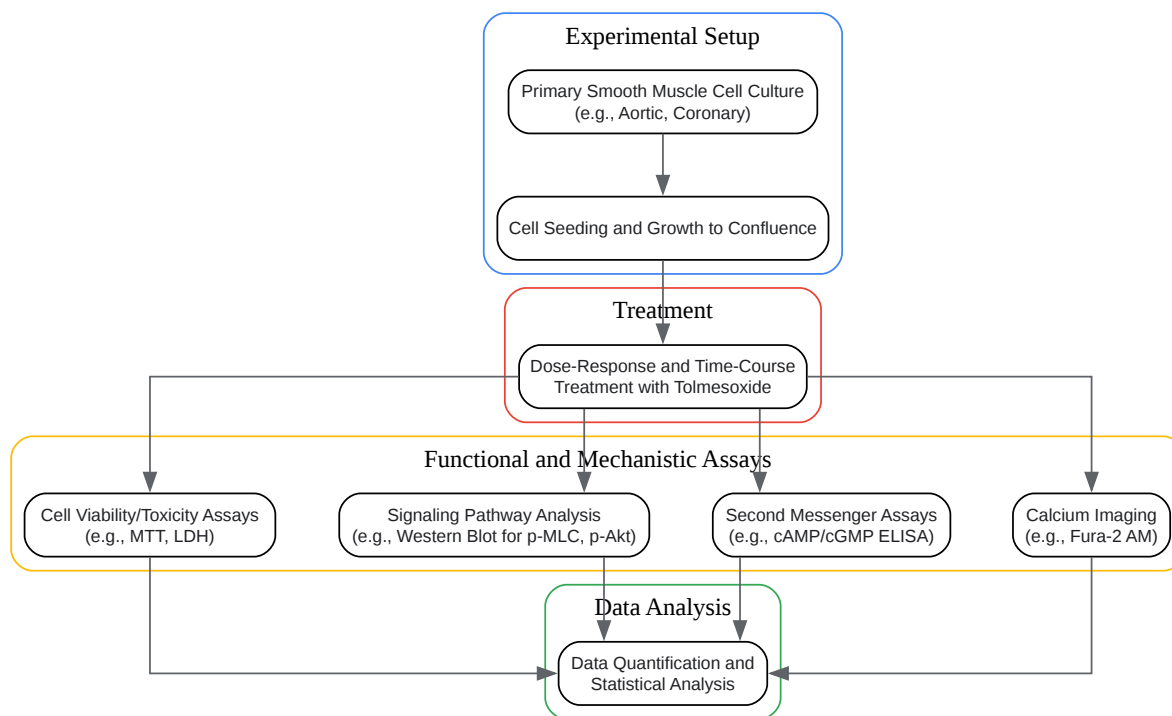 Experimental Setup
Primary Smooth Muscle Cell Culture
(e.g., Aortic, Coronary)
Cell Seeding and Growth to Confluence
Treatment
Dose-Response and Time-Course
Treatment with Tolmesoxide
Functional and Mechanistic Assays
Cell Viability/Toxicity Assays
(e.g., MTT, LDH)
Signaling Pathway Analysis
(e.g., Western Blot for p-MLC, p-Akt)
Second Messenger Assays
(e.g., cAMP/cGMP ELISA)
Calcium Imaging
(e.g., Fura-2 AM)
Data Analysis
Data Quantification and
Statistical Analysis